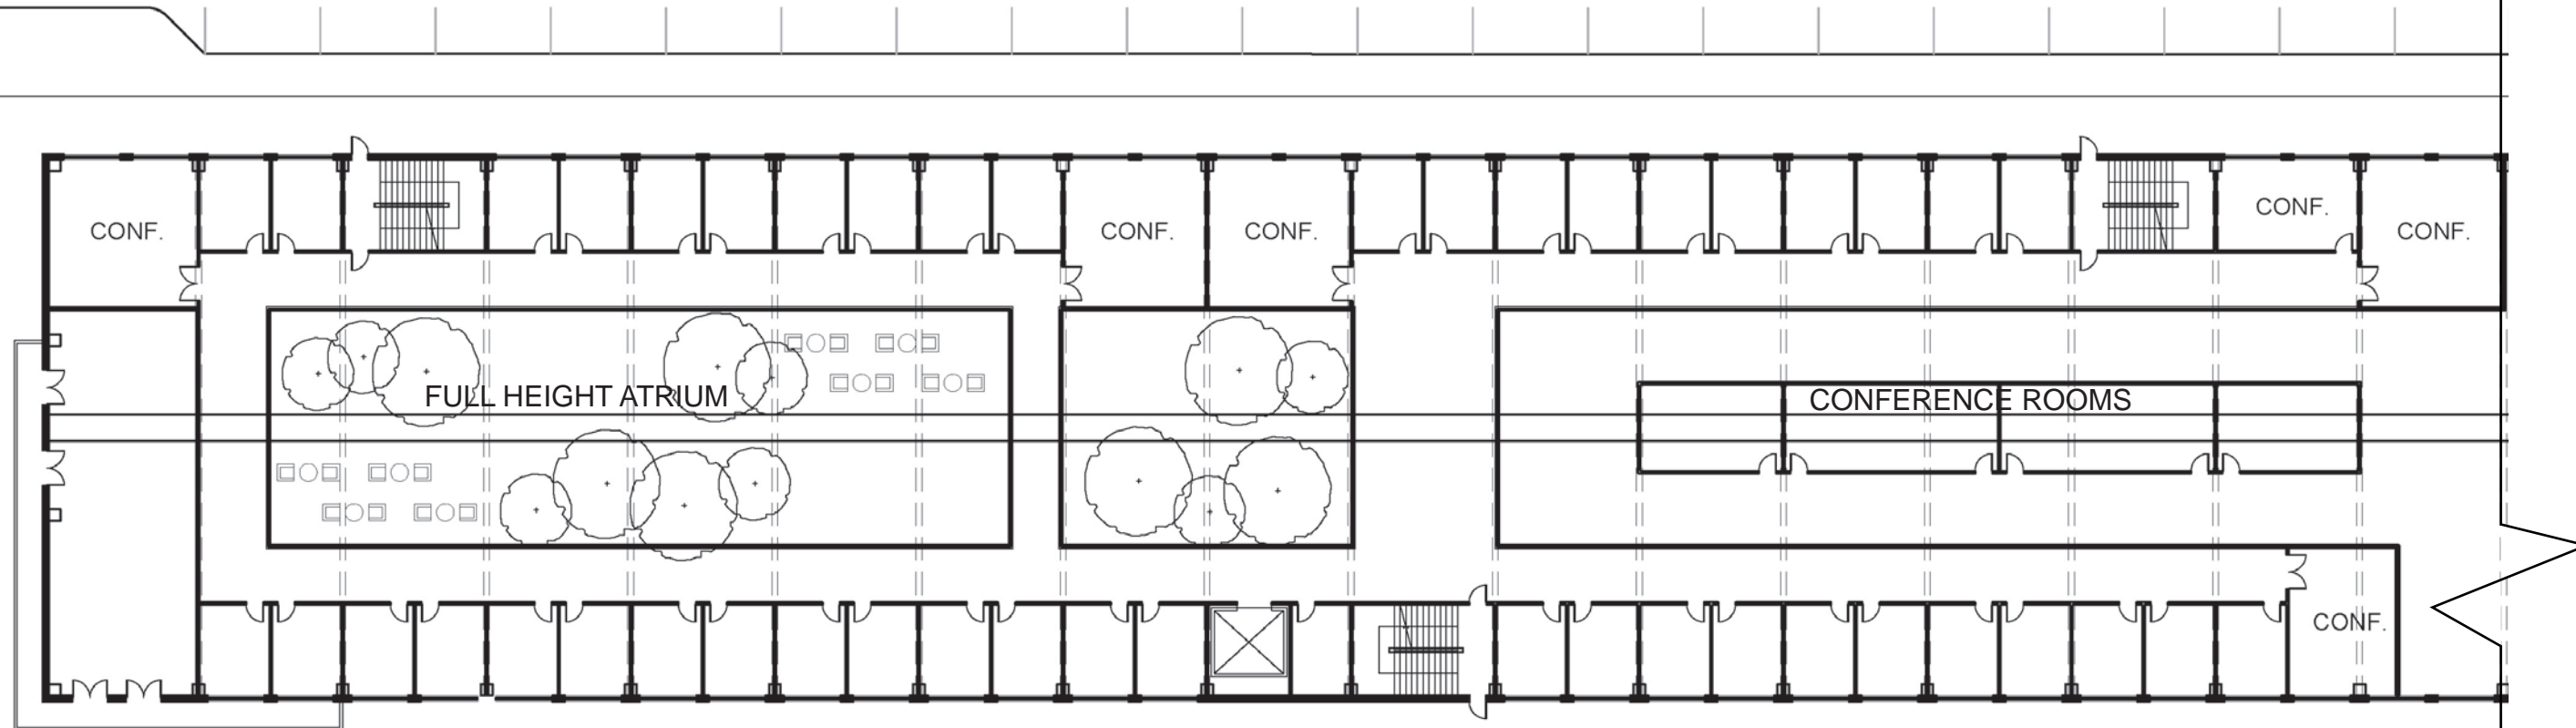 CONF.
CONF.
CONF.
CONF.
CONF.
FULL HEIGHT ATRIUM
CONFERENCE ROOMS
CONF.